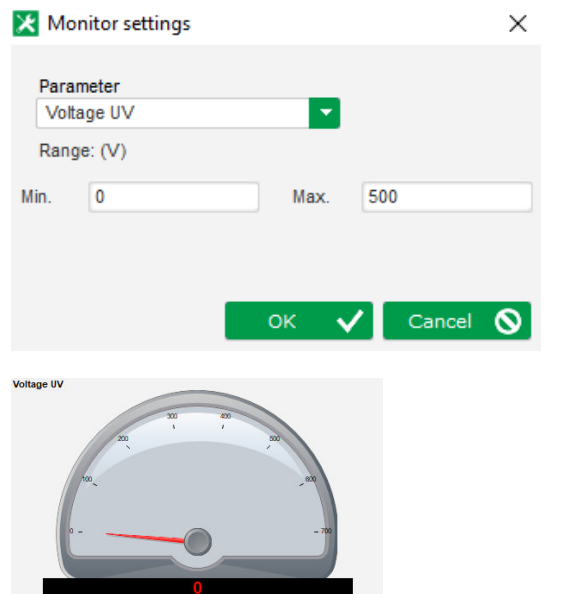 Monitor settings
Parameter
Voltage UV
Range: (V)
Min. 0 Max. 500
OK Cancel
Voltage UV
300 400
200 500
100 600
0 700
0